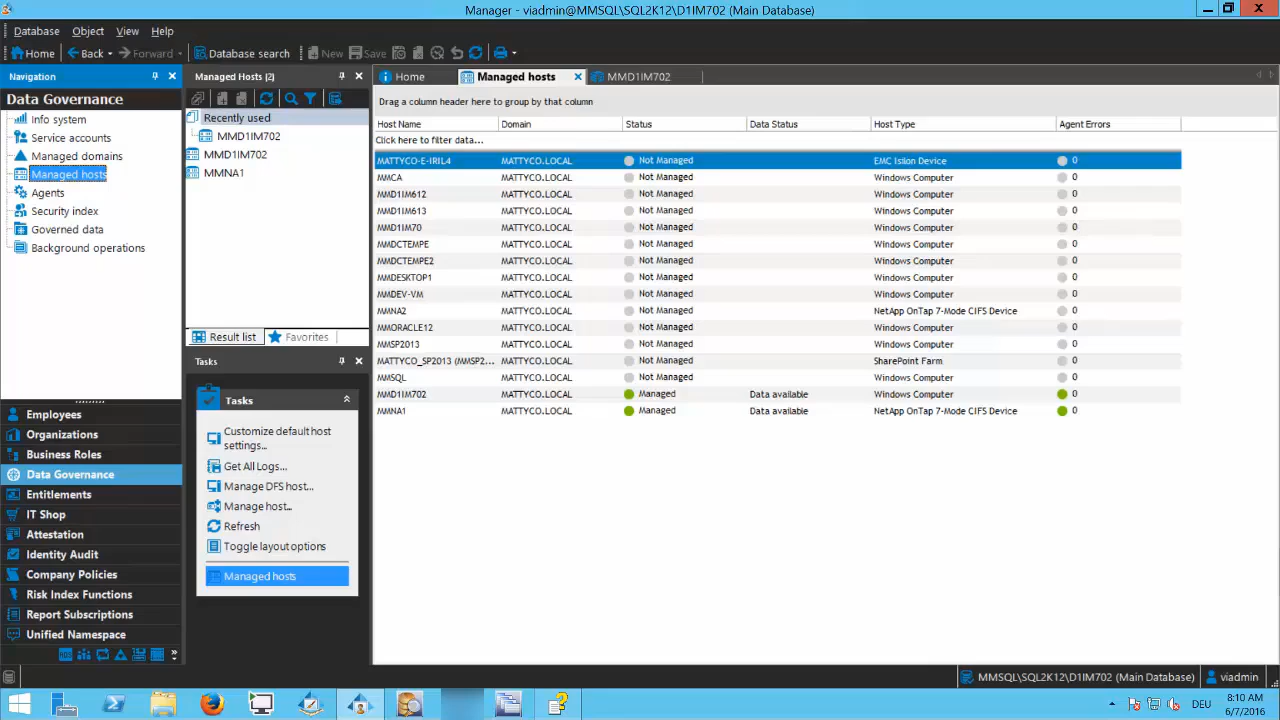 Manager - viadmin@MMSQL\SQL2K12\D1IM702 (Main Database)
Database Object View Help
Home Back Forward Database search New Save
Navigation
Data Governance
Info system
Service accounts
Managed domains
Managed hosts
Agents
Security index
Governed data
Background operations
Employees
Organizations
Business Roles
Data Governance
Entitlements
IT Shop
Attestation
Identity Audit
Company Policies
Risk Index Functions
Report Subscriptions
Unified Namespace
Managed Hosts (2)
Recently used
MMD1IM702
MMD1IM702
MMNA1
Result list Favorites
Tasks
Tasks
Customize default host
settings...
Get All Logs...
Manage DFS host...
Manage host...
Refresh
Toggle layout options
Managed hosts
Home Managed hosts MMD1IM702
Drag a column header here to group by that column
Host Name Domain Status Data Status Host Type Agent Errors
Click here to filter data...
MATTYCO-E-IRIL4 MATTYCO.LOCAL Not Managed EMC Islion Device 0
MMCA MATTYCO.LOCAL Not Managed Windows Computer 0
MMD1IM612 MATTYCO.LOCAL Not Managed Windows Computer 0
MMD1IM613 MATTYCO.LOCAL Not Managed Windows Computer 0
MMD1IM70 MATTYCO.LOCAL Not Managed Windows Computer 0
MMDCTEMPE MATTYCO.LOCAL Not Managed Windows Computer 0
MMDCTEMPE2 MATTYCO.LOCAL Not Managed Windows Computer 0
MMDESKTOP1 MATTYCO.LOCAL Not Managed Windows Computer 0
MMDEV-VM MATTYCO.LOCAL Not Managed Windows Computer 0
MMNA2 MATTYCO.LOCAL Not Managed NetApp OnTap 7-Mode CIFS Device 0
MMORACLE12 MATTYCO.LOCAL Not Managed Windows Computer 0
MMSP2013 MATTYCO.LOCAL Not Managed Windows Computer 0
MATTYCO_SP2013 (MMSP2... MATTYCO.LOCAL Not Managed SharePoint Farm 0
MMSQL MATTYCO.LOCAL Not Managed Windows Computer 0
MMD1IM702 MATTYCO.LOCAL Managed Data available Windows Computer 0
MMNA1 MATTYCO.LOCAL Managed Data available NetApp OnTap 7-Mode CIFS Device 0
MMSQL\SQL2K12\D1IM702 (Main Database) viadmin
DEU
8:10 AM
6/7/2016